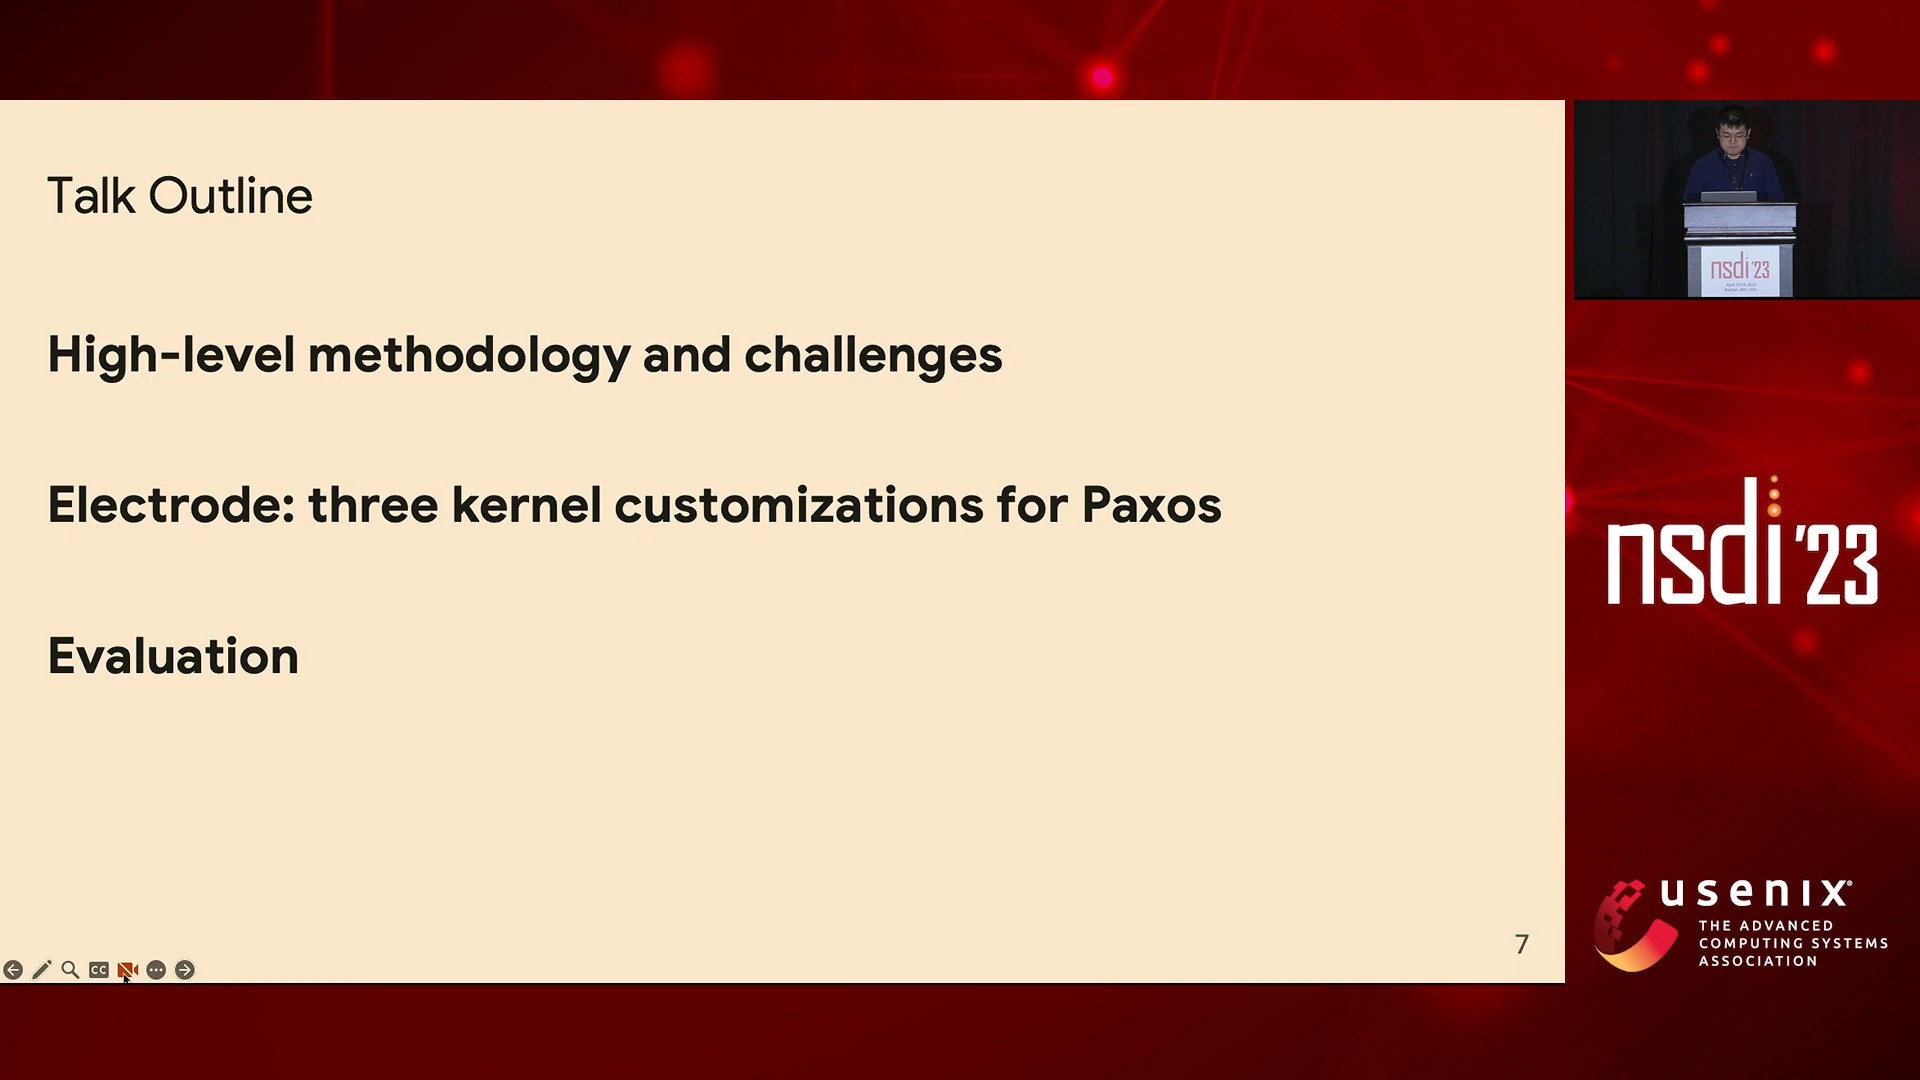 Talk Outline
High-level methodology and challenges
Electrode: three kernel customizations for Paxos
Evaluation
7
CC
nsdi '23
nsdi '23
usenix®
THE ADVANCED
COMPUTING SYSTEMS
ASSOCIATION